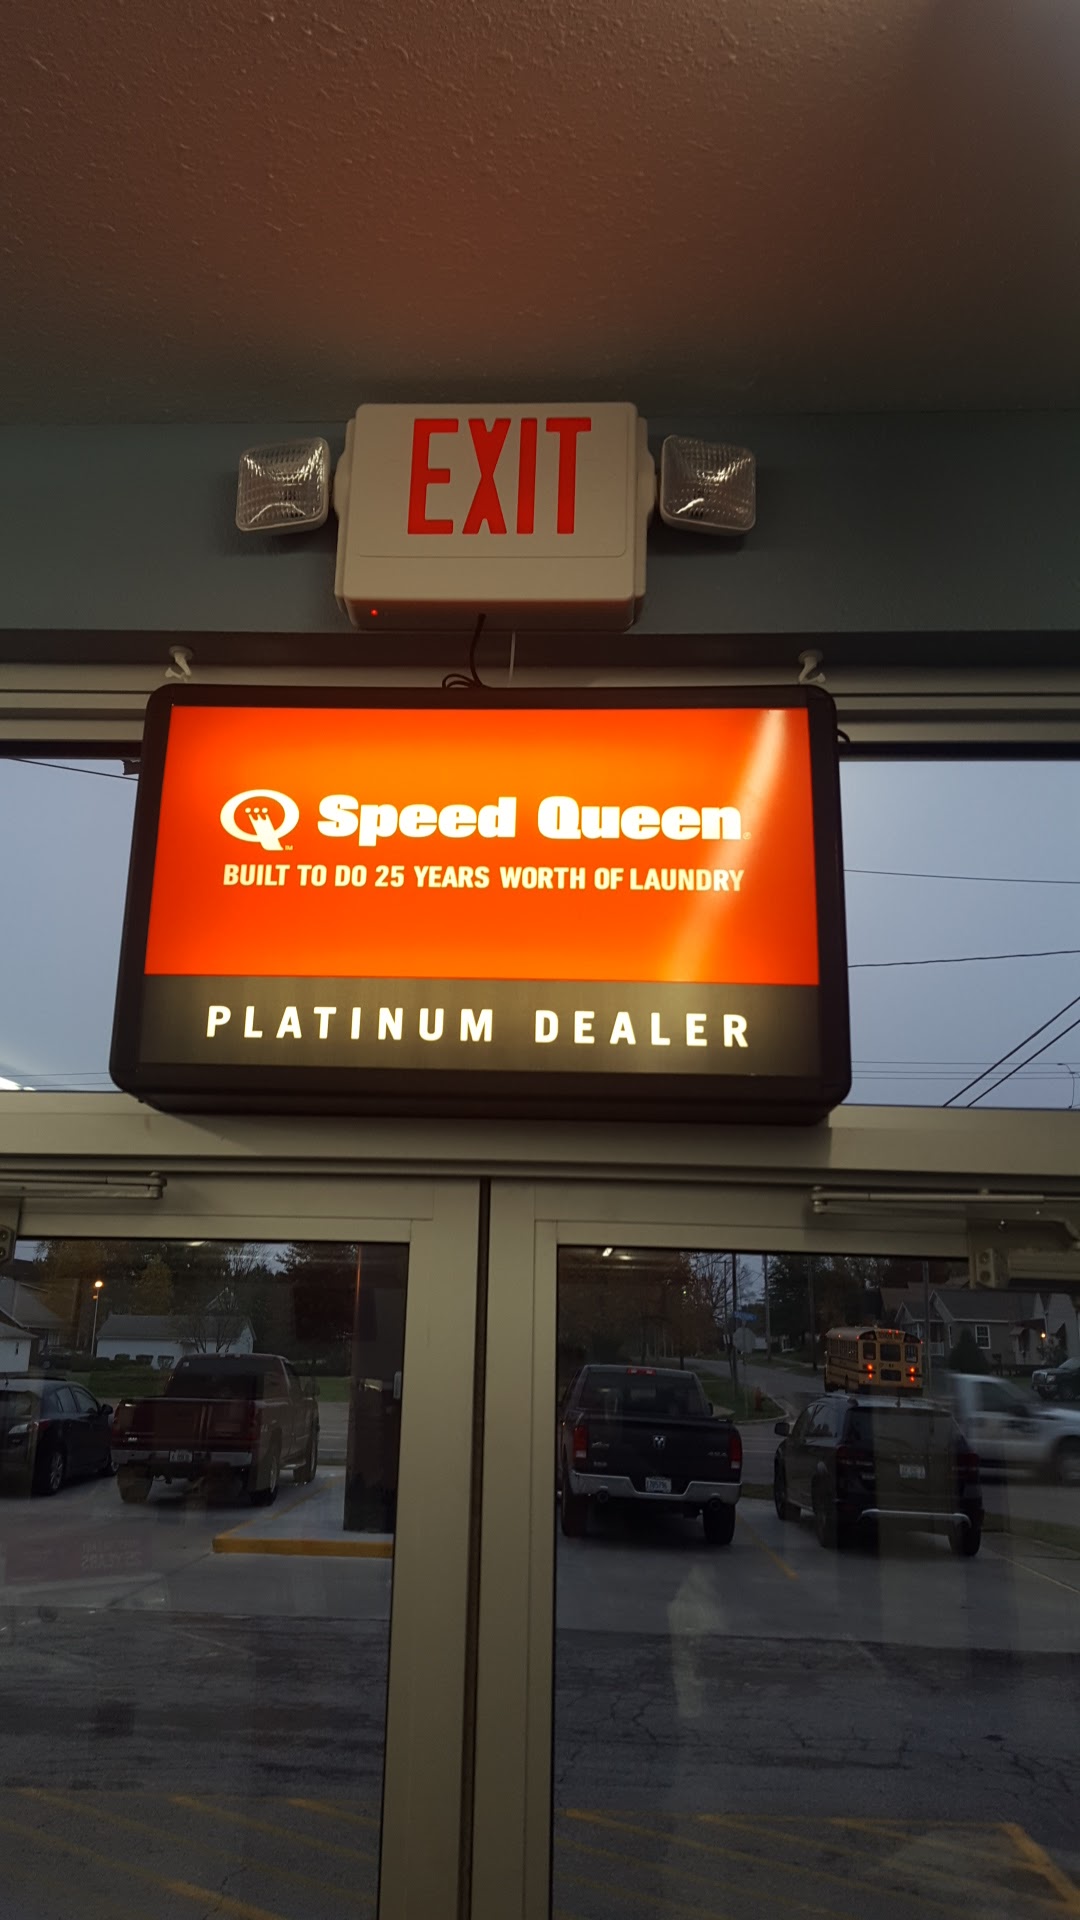 EXIT
Speed Queen
BUILT TO DO 25 YEARS WORTH OF LAUNDRY
PLATINUM DEALER